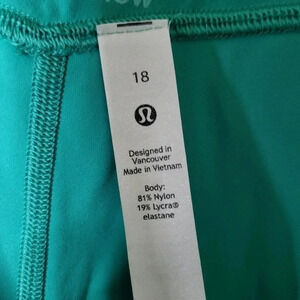 18
Designed in
Vancouver
Made in Vietnam
Body:
81% Nylon
19% Lycra®
elastane